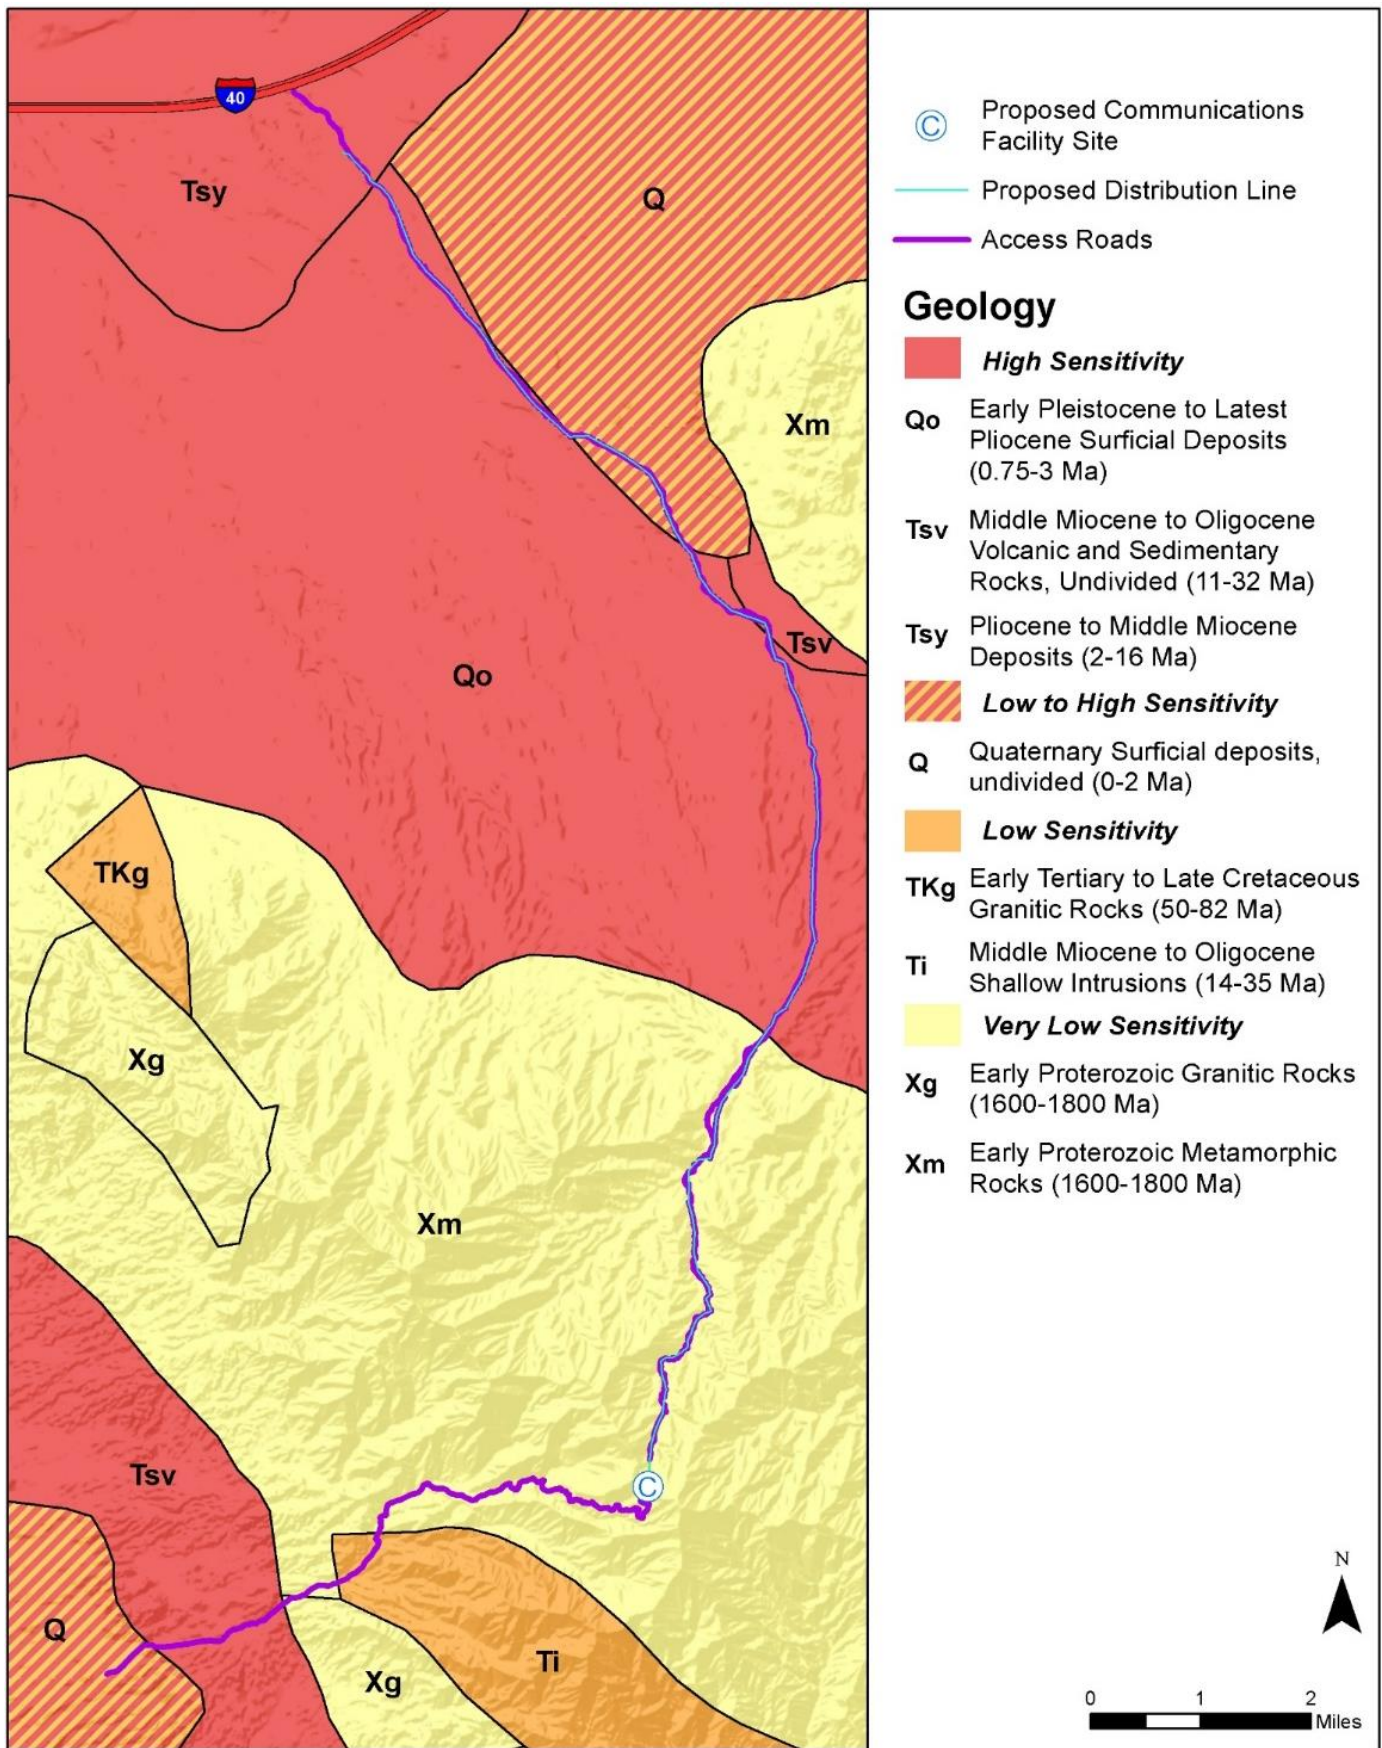 40
Tsy
Q
Xm
Tsv
Qo
TKg
Xg
Xm
Tsv
Q
Xg
Ti
C
C
Proposed Communications
Facility Site
Proposed Distribution Line
Access Roads
Geology
High Sensitivity
Qo
Early Pleistocene to Latest
Pliocene Surficial Deposits
(0.75-3 Ma)
Tsv
Middle Miocene to Oligocene
Volcanic and Sedimentary
Rocks, Undivided (11-32 Ma)
Tsy
Pliocene to Middle Miocene
Deposits (2-16 Ma)
Low to High Sensitivity
Q
Quaternary Surficial deposits,
undivided (0-2 Ma)
Low Sensitivity
TKg
Early Tertiary to Late Cretaceous
Granitic Rocks (50-82 Ma)
Ti
Middle Miocene to Oligocene
Shallow Intrusions (14-35 Ma)
Very Low Sensitivity
Xg
Early Proterozoic Granitic Rocks
(1600-1800 Ma)
Xm
Early Proterozoic Metamorphic
Rocks (1600-1800 Ma)
N
0 1 2
Miles